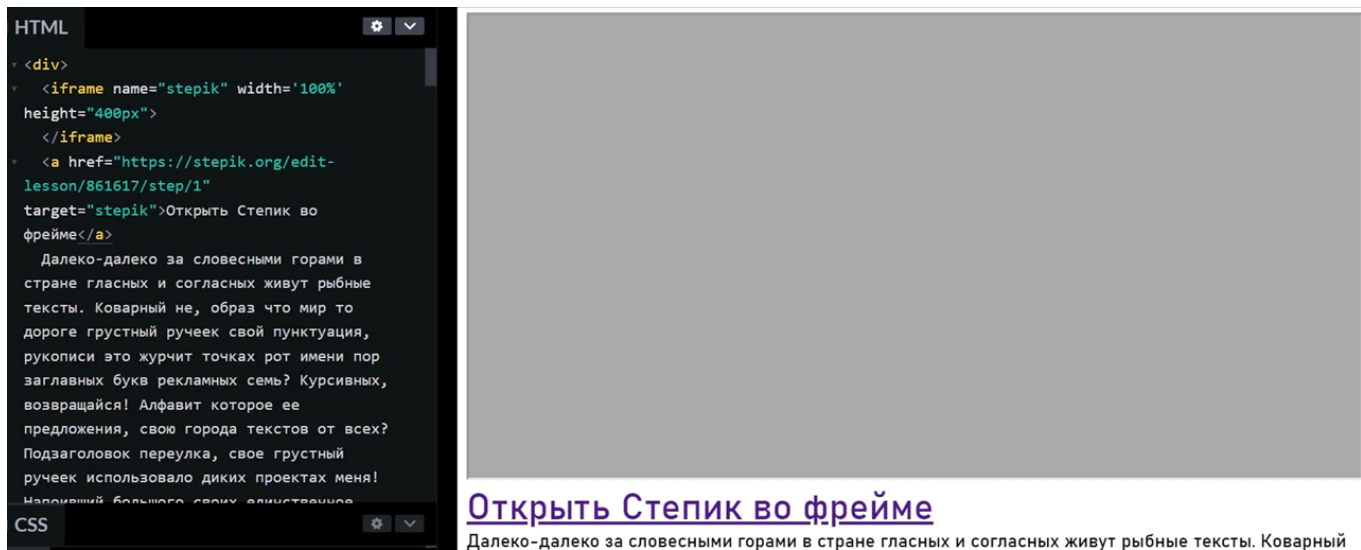 HTML
<div>
<iframe name="stepik" width='100%'
height="400px">
</iframe>
<a href="https://stepik.org/edit-
lesson/861617/step/1"
target="stepik">Открыть Степик во
фрейме</a>
Далеко-далеко за словесными горами в
стране гласных и согласных живут рыбные
тексты. Коварный не, образ что мир то
дороге грустный ручеек свой пунктуация,
рукописи это журчит точках рот имени пор
заглавных букв рекламных семь? Курсивных,
возвращайся! Алфавит которое ее
предложения, свою города текстов от всех?
Подзаголовок переулка, свое грустный
ручеек использовало диких проектах меня!
Напоивший большого своих единственное
CSS
Открыть Степик во фрейме
Далеко-далеко за словесными горами в стране гласных и согласных живут рыбные тексты. Коварный